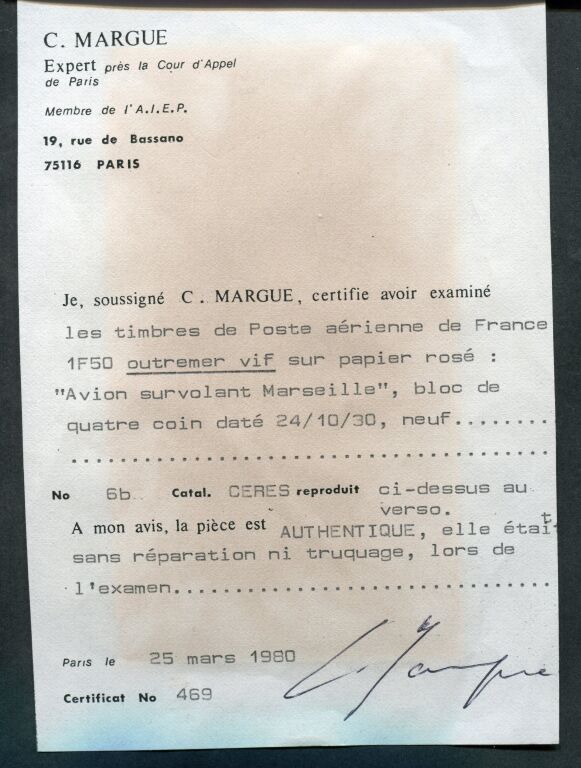 C. MARGUE
Expert près la Cour d'Appel
de Paris
Membre de l'A.I.E.P.
19, rue de Bassano
75116 PARIS
Je, soussigné C. MARGUE, certifie avoir examiné
les timbres de Poste aérienne de France
1F50 outremer vif sur papier rosé :
"Avion survolant Marseille", bloc de
quatre coin daté 24/10/30, neuf........
..........................................
No 6b Catal. CERES reproduit ci-dessus au
verso.
A mon avis, la pièce est AUTHENTIQUE, elle était
sans réparation ni truquage, lors de
l'examen.................................
Paris le 25 mars 1980
C Margue
Certificat No 469